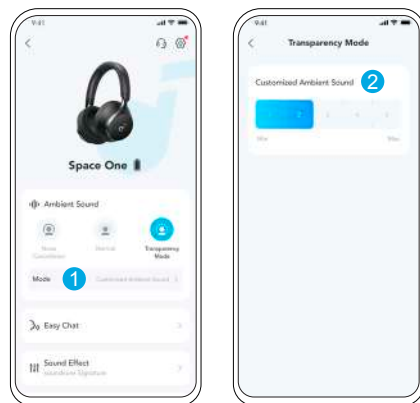 9:41
Space One
Ambient Sound
Noise
Cancellation
Normal
Transparency
Mode
Mode
1
Customized Ambient Sound
Easy Chat
Sound Effect
soundcore Signature
9:41
Transparency Mode
Customized Ambient Sound
2
1 2 3 4 5
Min
Max